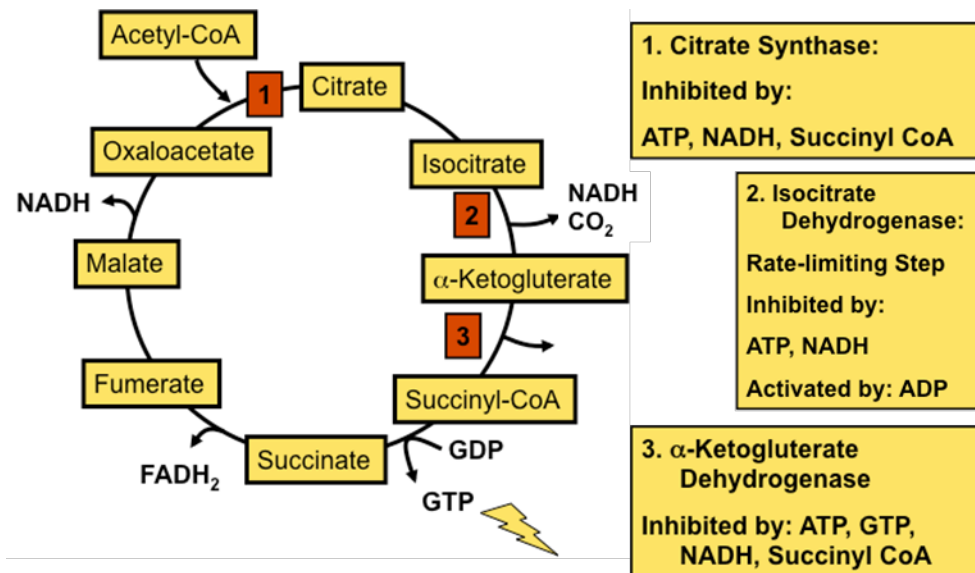 Acetyl-CoA
1
Citrate
Oxaloacetate
Isocitrate
NADH
2
NADH
CO₂
Malate
α-Ketogluterate
3
Fumerate
Succinyl-CoA
Succinate
GDP
FADH₂
GTP
1. Citrate Synthase:
Inhibited by:
ATP, NADH, Succinyl CoA
2. Isocitrate
Dehydrogenase:
Rate-limiting Step
Inhibited by:
ATP, NADH
Activated by: ADP
3. α-Ketogluterate
Dehydrogenase
Inhibited by: ATP, GTP,
NADH, Succinyl CoA